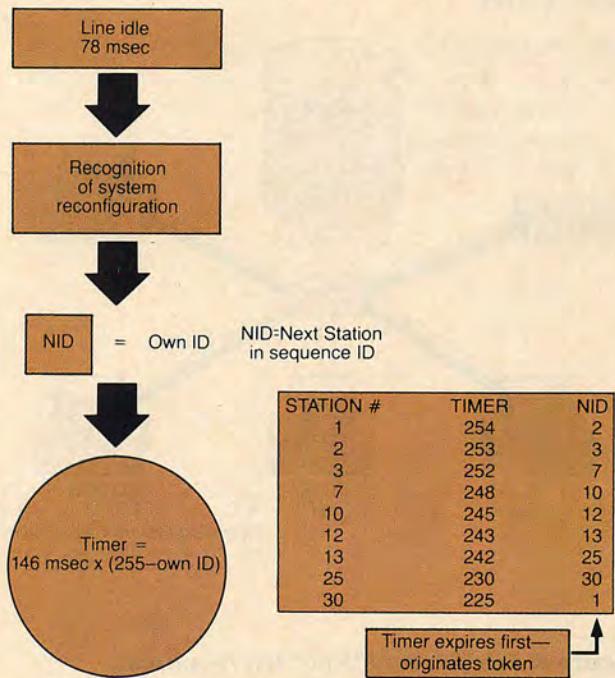 Line idle
78 msec
Recognition
of system
reconfiguration
NID = Own ID
NID=Next Station
in sequence ID
Timer =
146 msec x (255–own ID)
STATION # TIMER NID
1 254 2
2 253 3
3 252 7
7 248 10
10 245 12
12 243 13
13 242 25
25 230 30
30 225 1
Timer expires first—
originates token